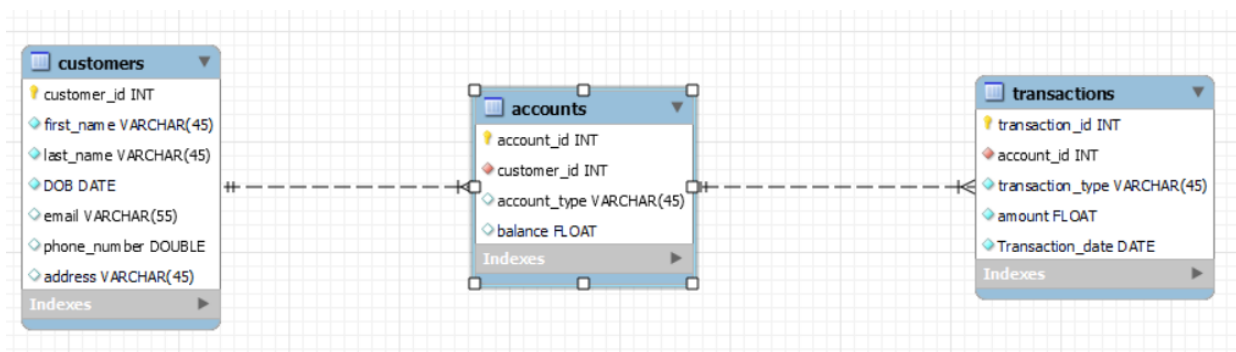 customers
customer_id INT
first_name VARCHAR(45)
last_name VARCHAR(45)
DOB DATE
email VARCHAR(55)
phone_number DOUBLE
address VARCHAR(45)
Indexes
accounts
account_id INT
customer_id INT
account_type VARCHAR(45)
balance FLOAT
Indexes
transactions
transaction_id INT
account_id INT
transaction_type VARCHAR(45)
amount FLOAT
Transaction_date DATE
Indexes